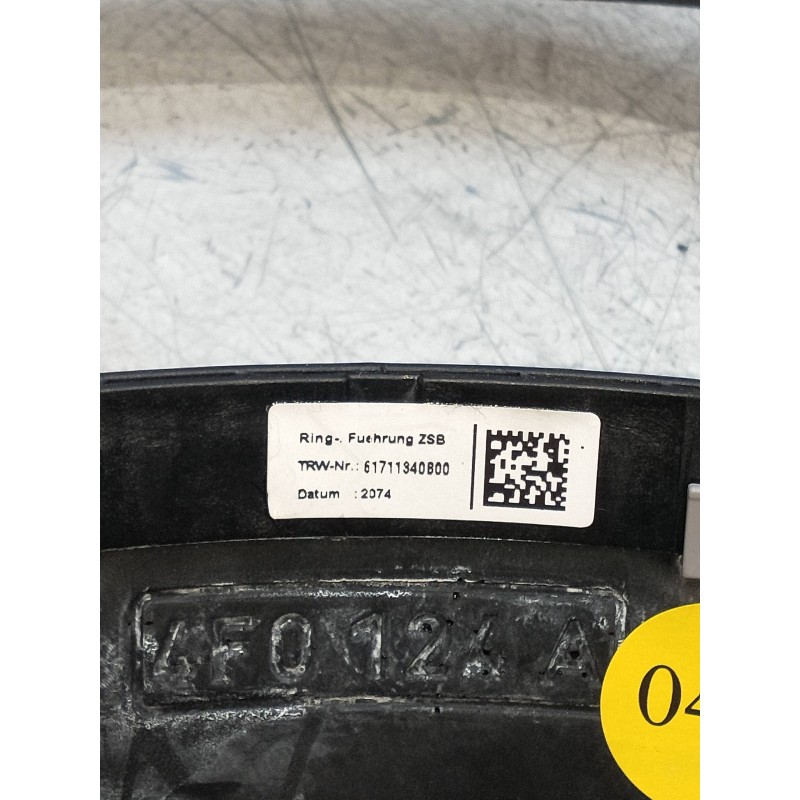 Ring-. Fuehrung ZSB
TRW-Nr.: 61711340B00
Datum : 2074
4F0 124 A
04